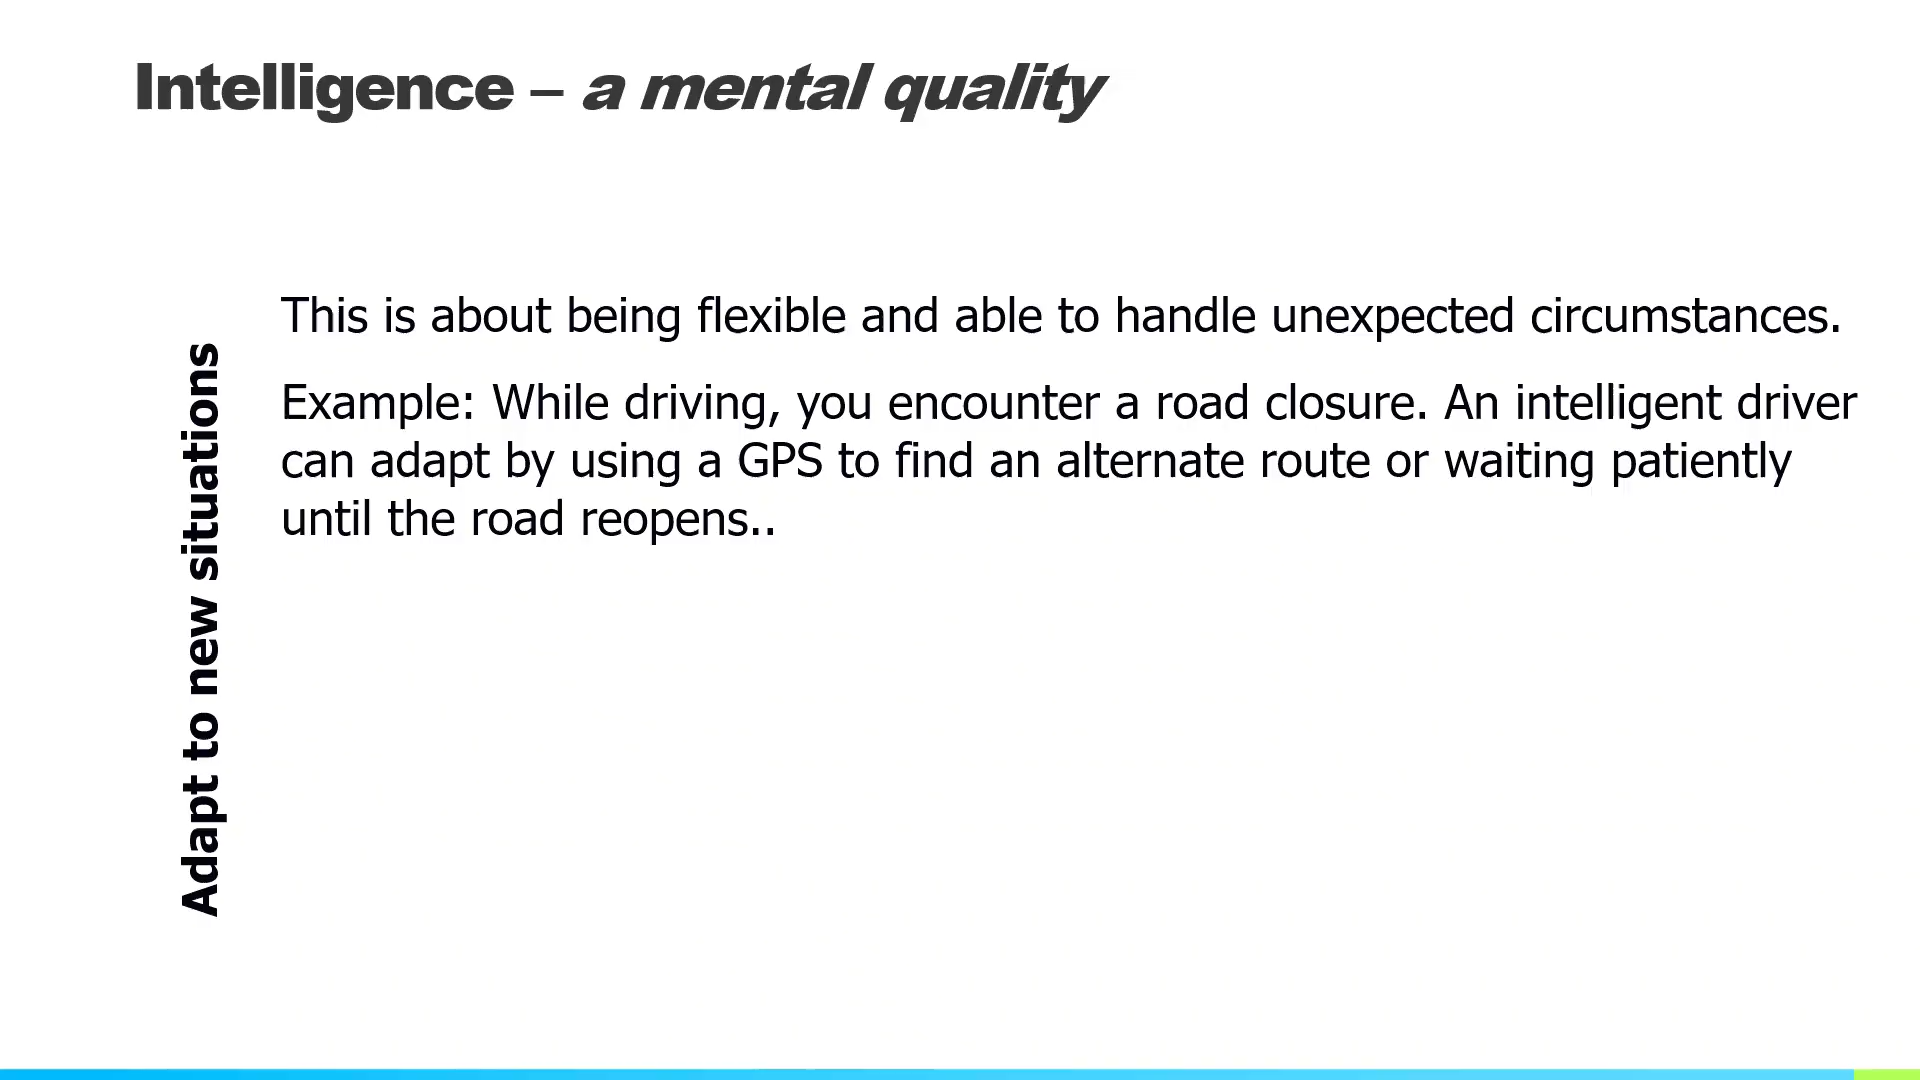 Intelligence – a mental quality
Adapt to new situations
This is about being flexible and able to handle unexpected circumstances.
Example: While driving, you encounter a road closure. An intelligent driver
can adapt by using a GPS to find an alternate route or waiting patiently
until the road reopens..